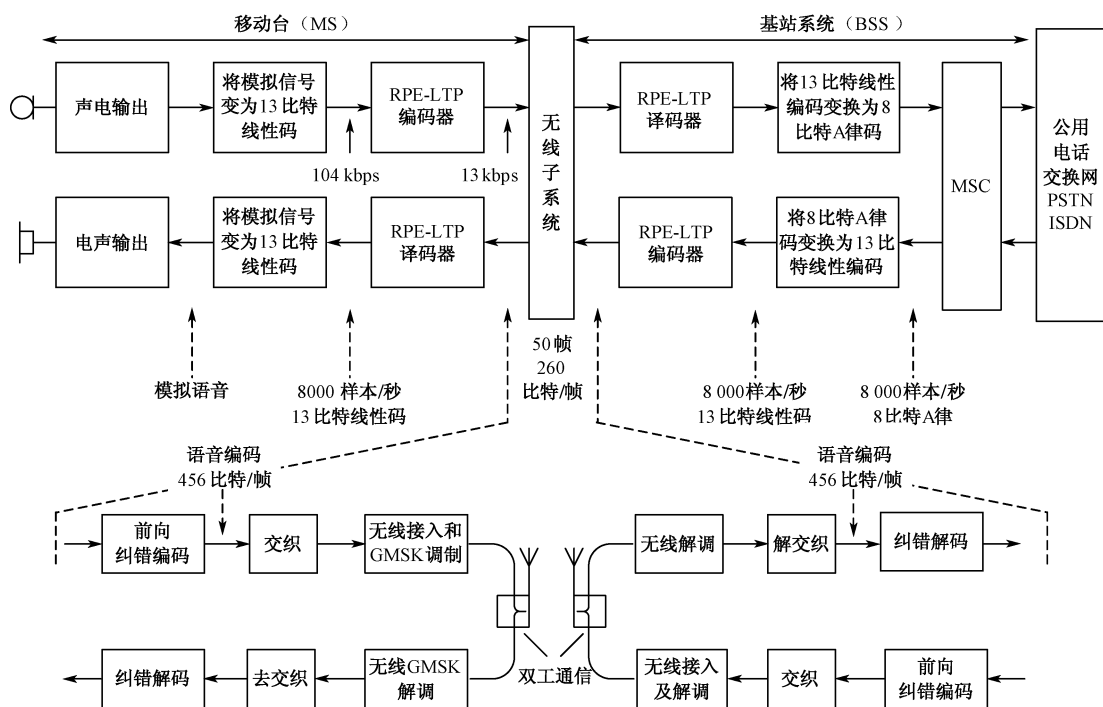 移动台（MS）
基站系统（BSS）
声电输出
将模拟信号
变为13比特
线性码
RPE-LTP
编码器
104 kbps
13 kbps
无线子系统
RPE-LTP
译码器
将13比特线性
编码变换为8
比特A律码
MSC
公用
电话
交换网
PSTN
ISDN
电声输出
将模拟信号
变为13比特
线性码
RPE-LTP
译码器
RPE-LTP
编码器
将8比特A律
码变换为13比
特线性编码
模拟语音
8000 样本/秒
13比特线性码
50帧
260
比特/帧
8 000样本/秒
13比特线性码
8 000样本/秒
8比特A律
语音编码
456 比特/帧
语音编码
456 比特/帧
前向
纠错编码
交织
无线接入和
GMSK调制
无线解调
解交织
纠错解码
纠错解码
去交织
无线GMSK
解调
双工通信
无线接入
及解调
交织
前向
纠错编码